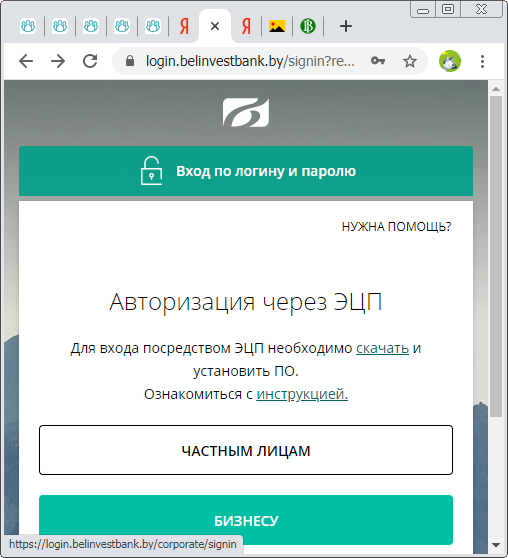 login.belinvestbank.by/signin?re...
Вход по логину и паролю
НУЖНА ПОМОЩЬ?
Авторизация через ЭЦП
Для входа посредством ЭЦП необходимо скачать и
установить ПО.
Ознакомиться с инструкцией.
ЧАСТНЫМ ЛИЦАМ
БИЗНЕСУ
https://login.belinvestbank.by/corporate/signin